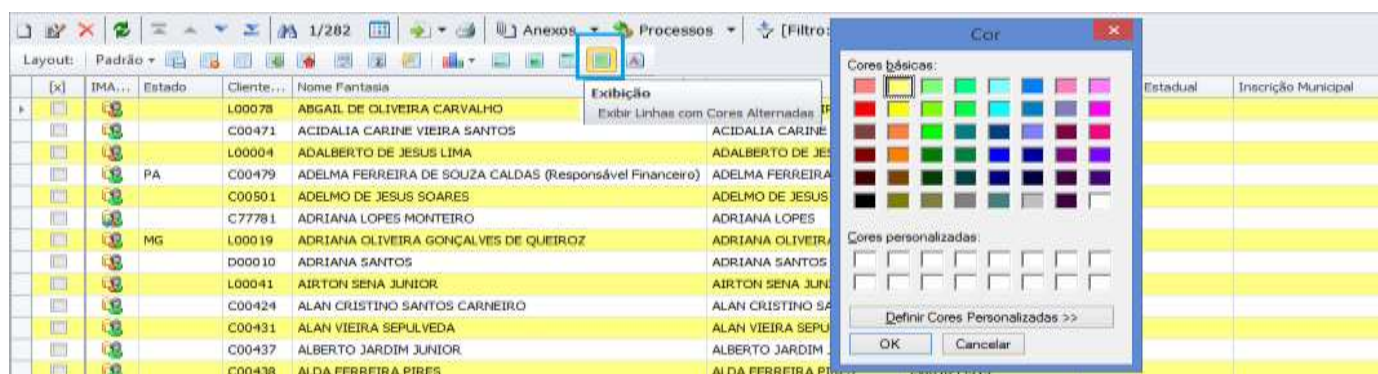 1/282 Anexos Processos [Filtro: Cor
Layout: Padrão Cores básicas:
[x] IMA... Estado Cliente... Nome Fantasia Estadual Inscrição Municipal
Exibição
Exibir Linhas com Cores Alternadas
L00078 ABGAIL DE OLIVEIRA CARVALHO
C00471 ACIDALIA CARINE VIEIRA SANTOS ACIDALIA CARINE
L00004 ADALBERTO DE JESUS LIMA ADALBERTO DE JES
PA C00479 ADELMA FERREIRA DE SOUZA CALDAS (Responsável Financeiro) ADELMA FERREIRA
C00501 ADELMO DE JESUS SOARES ADELMO DE JESUS
C77781 ADRIANA LOPES MONTEIRO ADRIANA LOPES
MG L00019 ADRIANA OLIVEIRA GONÇALVES DE QUEIROZ ADRIANA OLIVEIRA
Cores personalizadas:
D00010 ADRIANA SANTOS ADRIANA SANTOS
L00041 AIRTON SENA JUNIOR AIRTON SENA JUN
C00424 ALAN CRISTINO SANTOS CARNEIRO ALAN CRISTINO SA
Definir Cores Personalizadas >>
C00431 ALAN VIEIRA SEPULVEDA ALAN VIEIRA SEPU
C00437 ALBERTO JARDIM JUNIOR ALBERTO JARDIM
OK Cancelar
C00438 ALDA FERREIRA PIRES